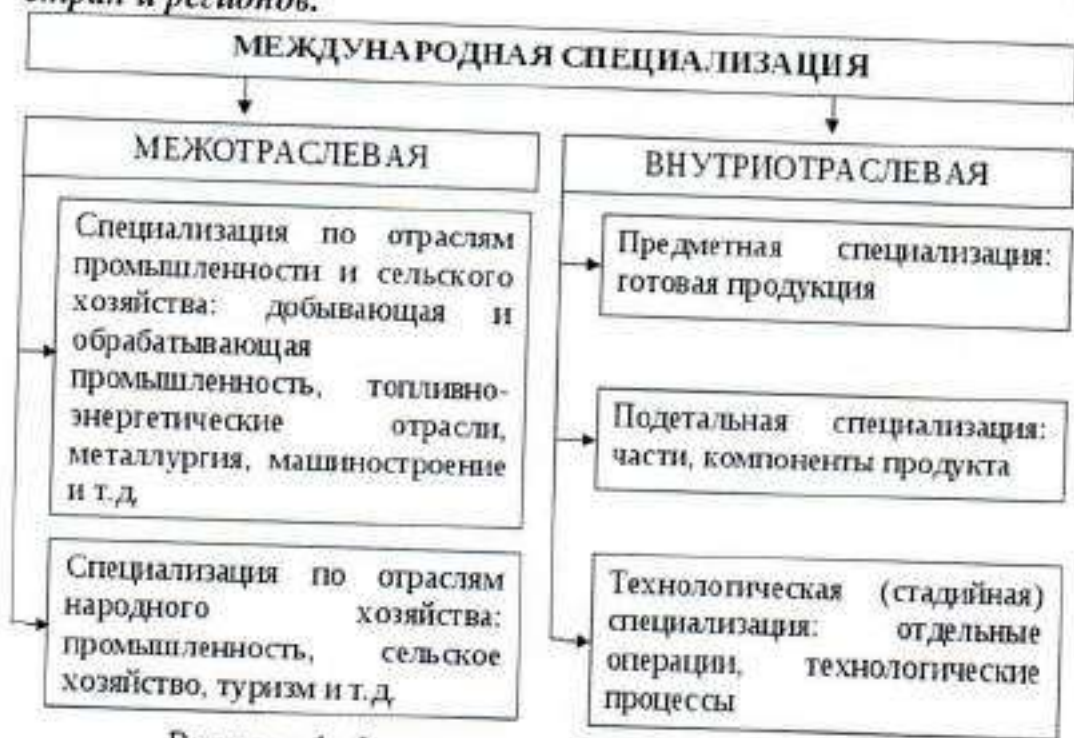 стран и регионов.
МЕЖДУНАРОДНАЯ СПЕЦИАЛИЗАЦИЯ
МЕЖОТРАСЛЕВАЯ
Специализация по отраслям
промышленности и сельского
хозяйства: добывающая и
обрабатывающая
промышленность, топливно-
энергетические отрасли,
металлургия, машиностроение
и т.д.
Специализация по отраслям
народного хозяйства:
промышленность, сельское
хозяйство, туризм и т.д.
ВНУТРИОТРАСЛЕВАЯ
Предметная специализация:
готовая продукция
Подетальная специализация:
части, компоненты продукта
Технологическая (стадийная)
специализация: отдельные
операции, технологические
процессы